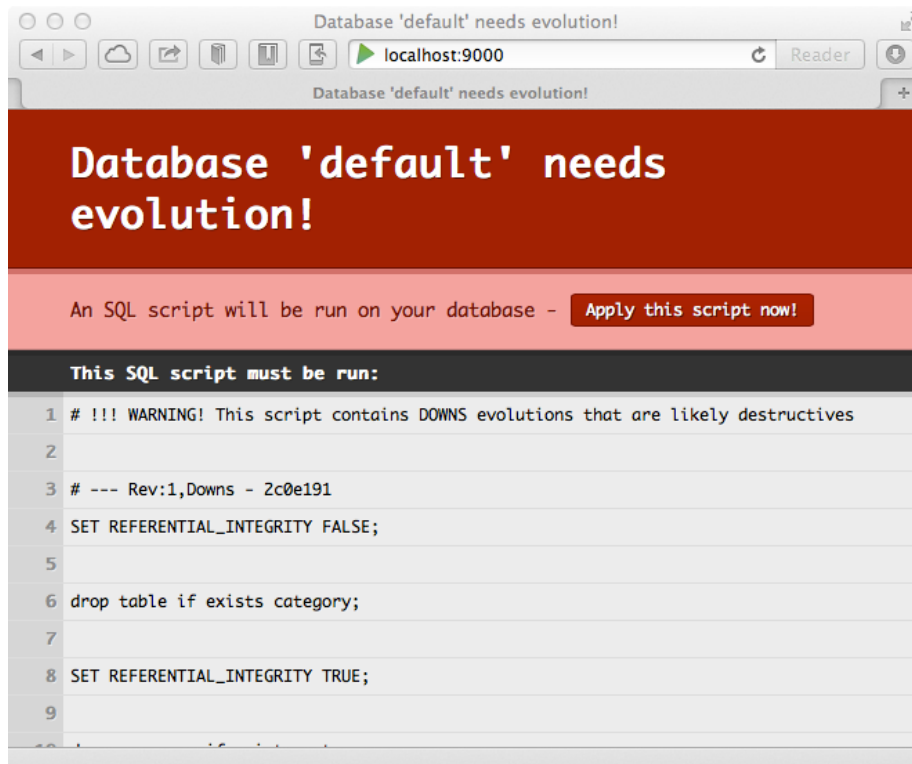 Database 'default' needs evolution!
localhost:9000
Reader
Database 'default' needs evolution!
Database 'default' needs
evolution!
An SQL script will be run on your database - Apply this script now!
This SQL script must be run:
1 # !!! WARNING! This script contains DOWNS evolutions that are likely destructives
2
3 # --- Rev:1,Downs - 2c0e191
4 SET REFERENTIAL_INTEGRITY FALSE;
5
6 drop table if exists category;
7
8 SET REFERENTIAL_INTEGRITY TRUE;
9